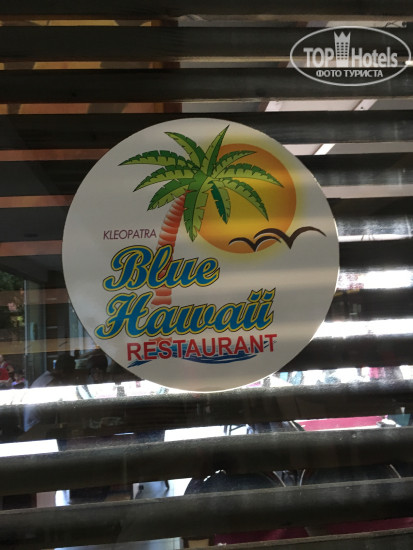 TOP Hotels
ФОТО ТУРИСТА
KLEOPATRA
Blue
Hawaii
RESTAURANT